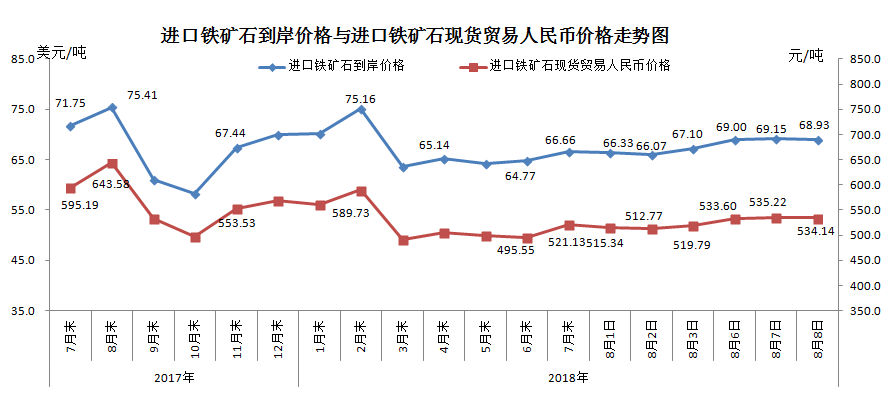 进口铁矿石到岸价格与进口铁矿石现货贸易人民币价格走势图
美元/吨
元/吨
进口铁矿石到岸价格
进口铁矿石现货贸易人民币价格
85.0
75.0
65.0
55.0
45.0
35.0
850.0
800.0
750.0
700.0
650.0
600.0
550.0
500.0
450.0
400.0
350.0
71.75
75.41
67.44
75.16
65.14
64.77
66.66
66.33
66.07
67.10
69.00
69.15
68.93
595.19
643.58
553.53
589.73
495.55
521.13
515.34
512.77
519.79
533.60
535.22
534.14
7月末
8月末
9月末
10月末
11月末
12月末
1月末
2月末
3月末
4月末
5月末
6月末
7月末
8月1日
8月2日
8月3日
8月6日
8月7日
8月8日
2017年
2018年